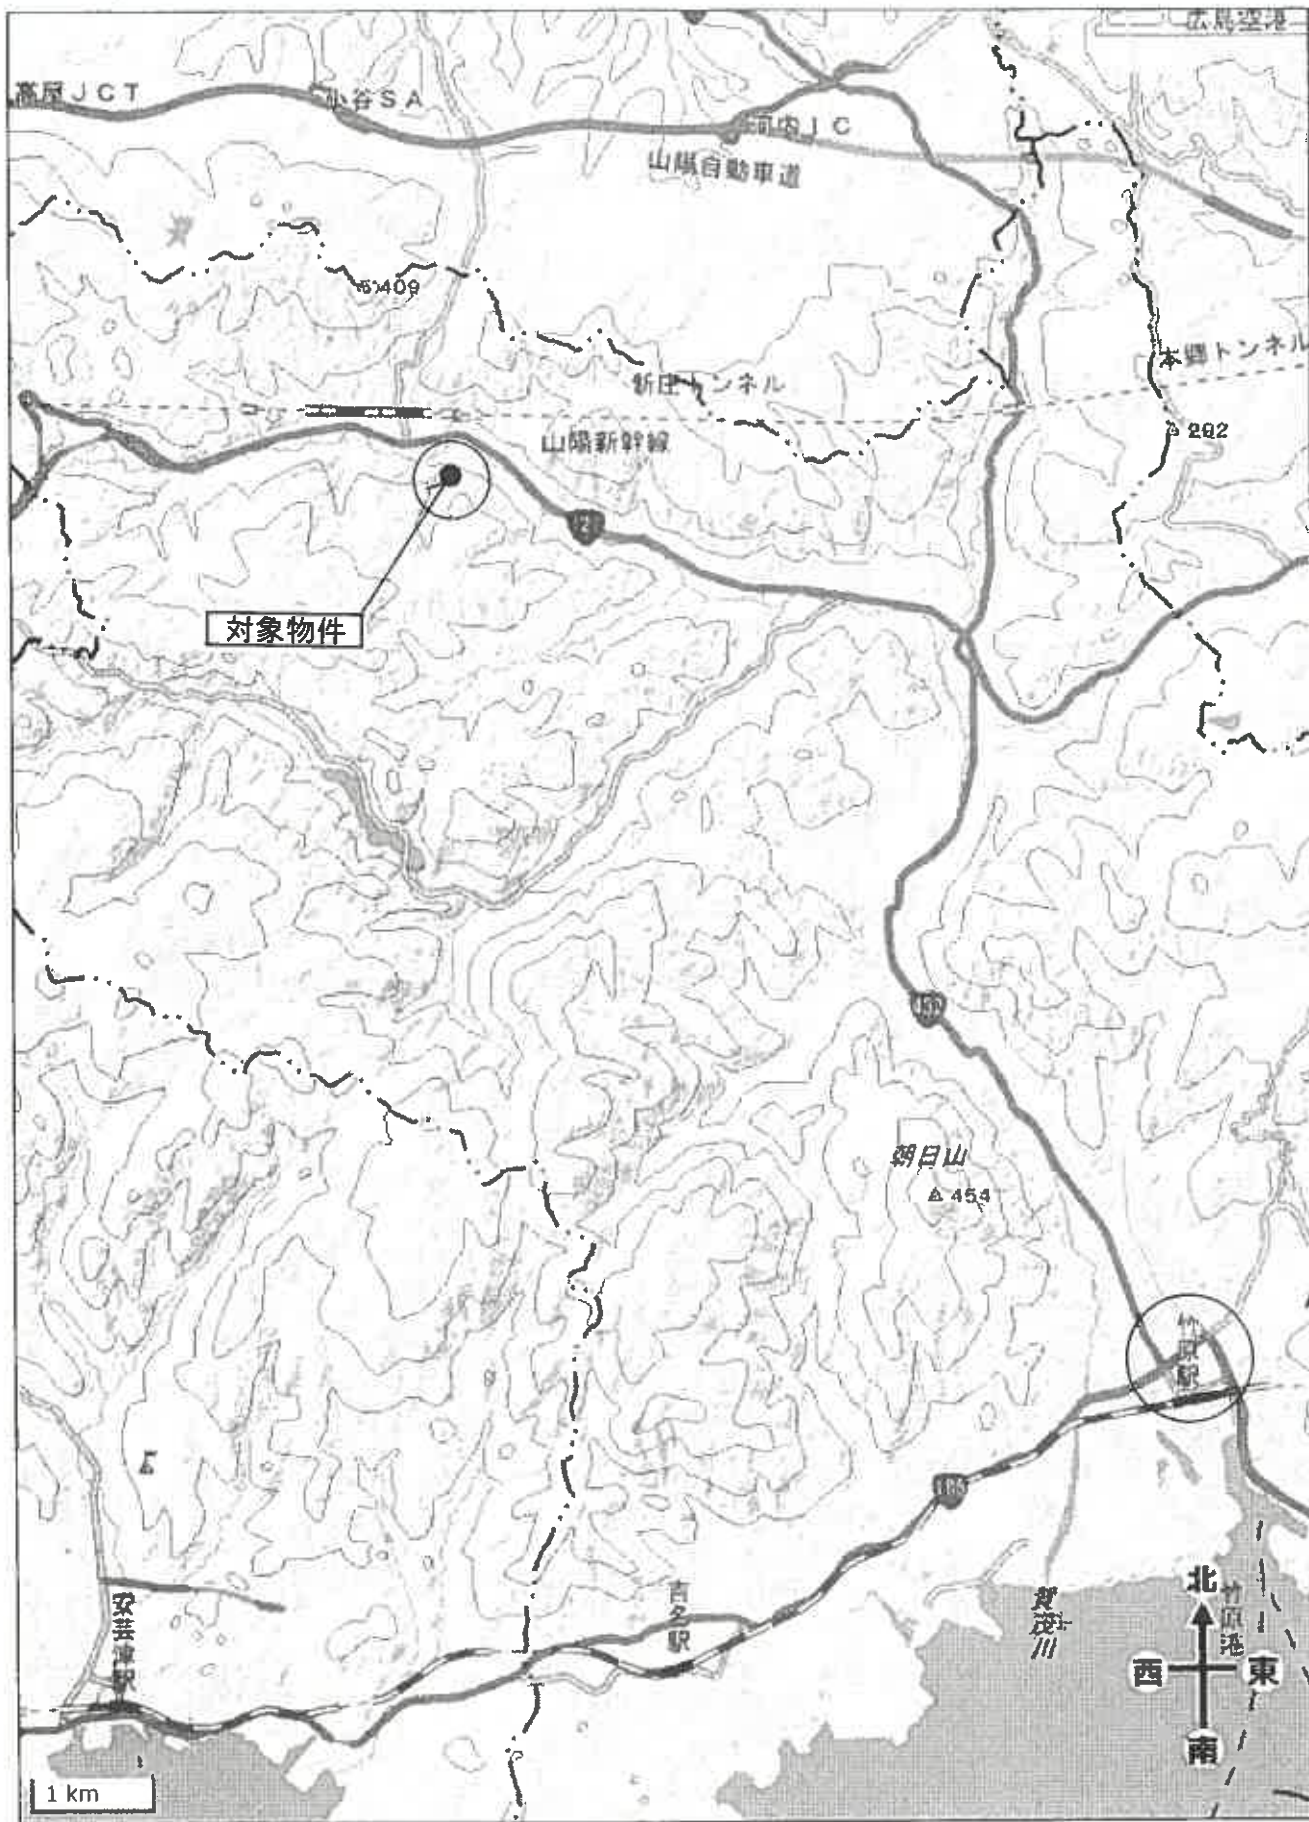 広島空港
高屋JCT
小谷SA
河内IC
山陽自動車道
409
新庄トンネル
本郷トンネル
山陽新幹線
292
2
対象物件
432
朝日山
454
竹原駅
185
吉名駅
安芸津駅
賀茂川
竹原港
北
西
東
南
1 km